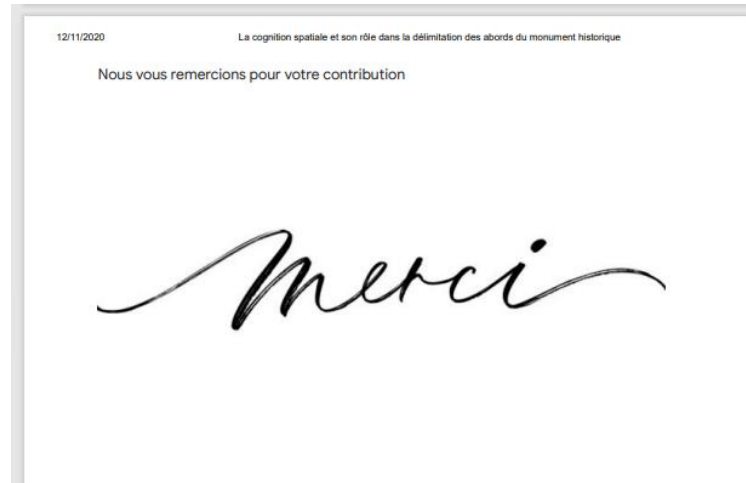 12/11/2020 La cognition spatiale et son rôle dans la délimitation des abords du monument historique
Nous vous remercions pour votre contribution
merci